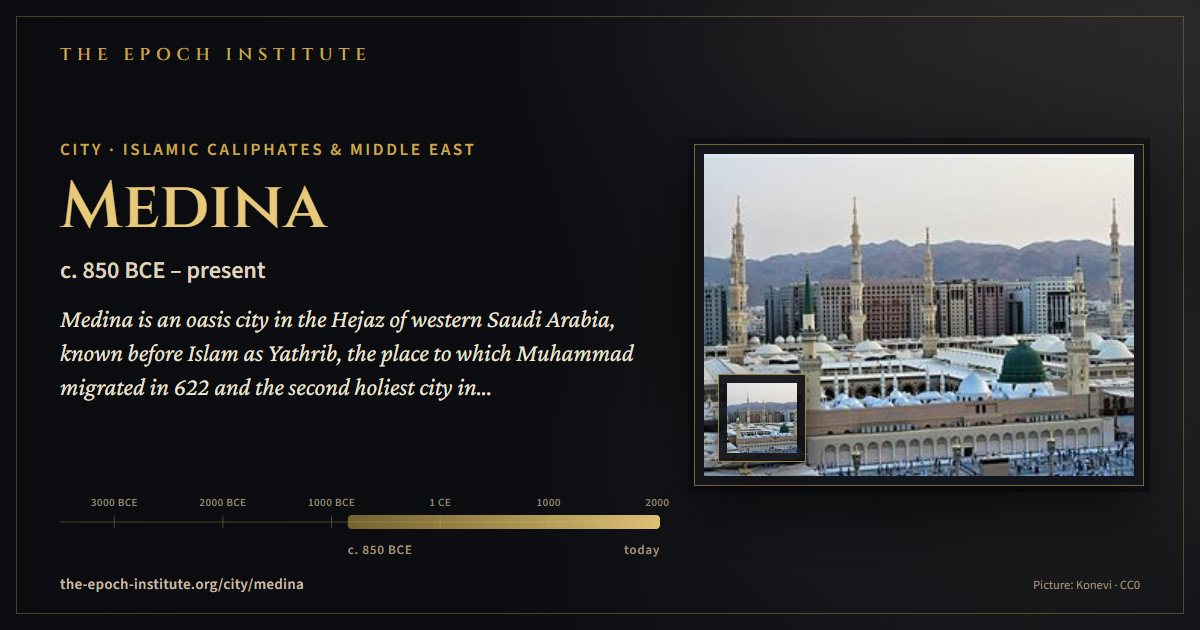 THE EPOCH INSTITUTE
CITY · ISLAMIC CALIPHATES & MIDDLE EAST
MEDINA
c. 850 BCE – present
Medina is an oasis city in the Hejaz of western Saudi Arabia,
known before Islam as Yathrib, the place to which Muhammad
migrated in 622 and the second holiest city in...
3000 BCE 2000 BCE 1000 BCE 1 CE 1000 2000
c. 850 BCE today
the-epoch-institute.org/city/medina
Picture: Konevi · CC0